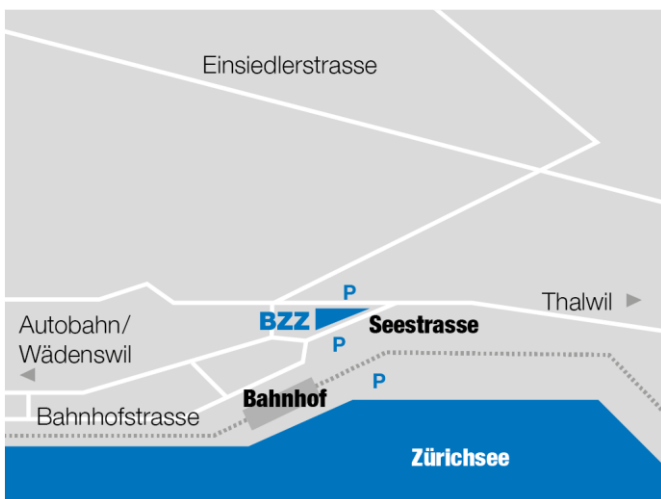 Einsiedlerstrasse
P
Thalwil
BZZ
Seestrasse
Autobahn/
Wädenswil
P
P
Bahnhof
Bahnhofstrasse
Zürichsee